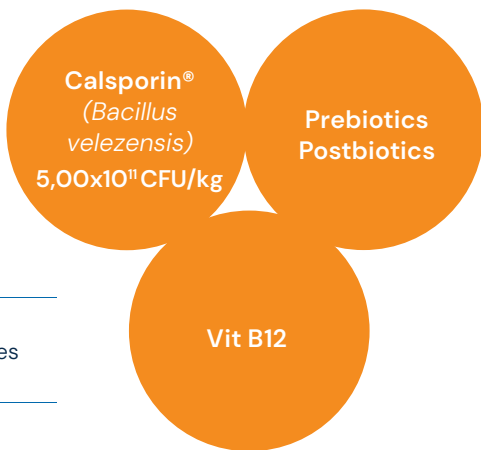 Calsporin®
(Bacillus
velezensis)
5,00x10¹¹ CFU/kg
Prebiotics
Postbiotics
es
Vit B12